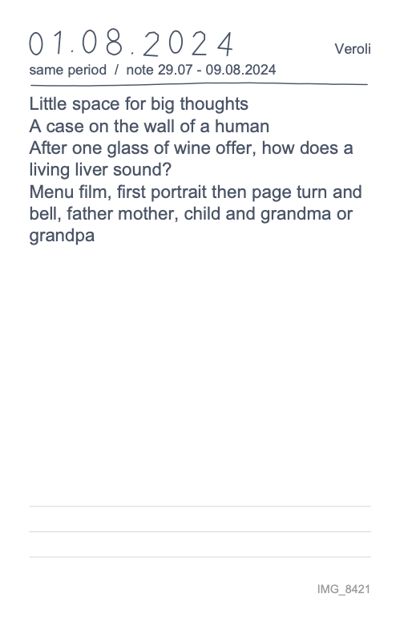 01.08.2024
Veroli
same period / note 29.07 - 09.08.2024
Little space for big thoughts
A case on the wall of a human
After one glass of wine offer, how does a
living liver sound?
Menu film, first portrait then page turn and
bell, father mother, child and grandma or
grandpa
IMG_8421